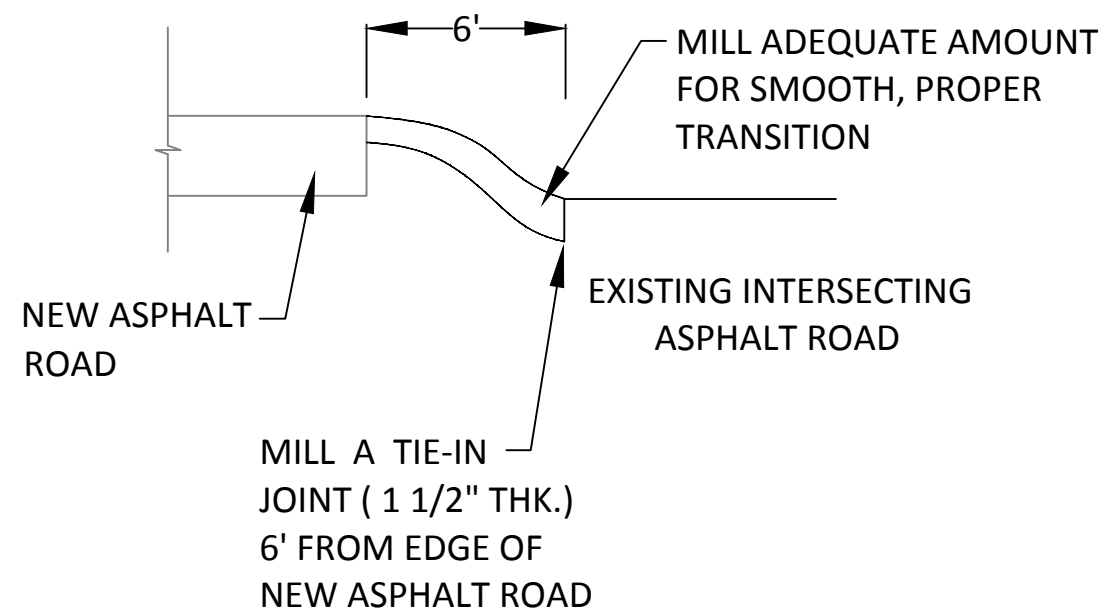 6'
MILL ADEQUATE AMOUNT
FOR SMOOTH, PROPER
TRANSITION
NEW ASPHALT
ROAD
EXISTING INTERSECTING
ASPHALT ROAD
MILL A TIE-IN
JOINT ( 1 1/2" THK.)
6' FROM EDGE OF
NEW ASPHALT ROAD